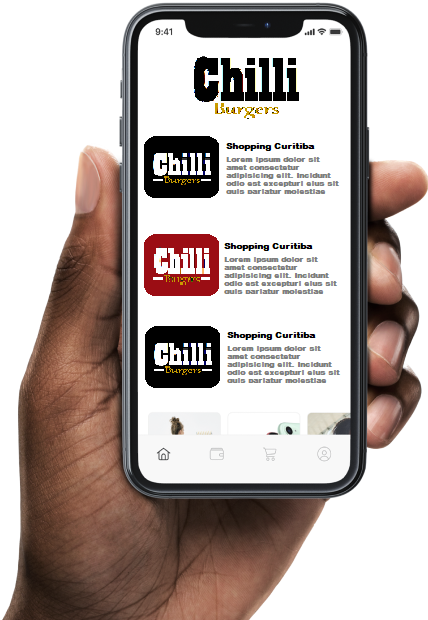 9:41
Chilli
Burgers
Chilli
Burgers
Shopping Curitiba
Lorem ipsum dolor sit
amet consectetur
adipisicing elit. Incidunt
odio est excepturi eius sit
quis pariatur molestiae
Chilli
Burgers
Shopping Curitiba
Lorem ipsum dolor sit
amet consectetur
adipisicing elit. Incidunt
odio est excepturi eius sit
quis pariatur molestiae
Chilli
Burgers
Shopping Curitiba
Lorem ipsum dolor sit
amet consectetur
adipisicing elit. Incidunt
odio est excepturi eius sit
quis pariatur molestiae